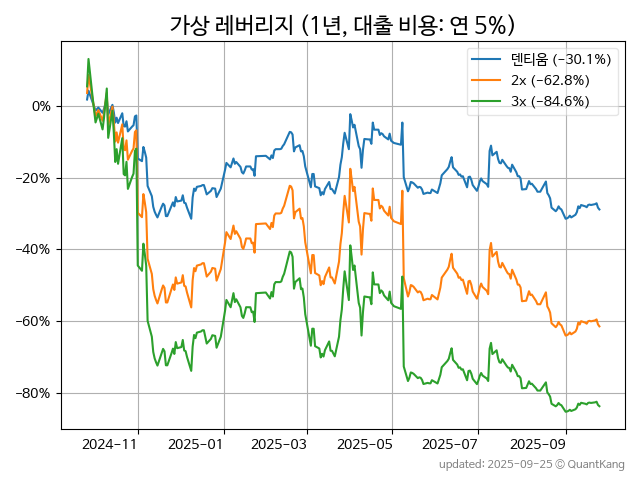 가상 레버리지 (1년, 대출 비용: 연 5%)
덴티움 (−30.1%)
2x (−62.8%)
3x (−84.6%)
0%
−20%
−40%
−60%
−80%
2024-11
2025-01
2025-03
2025-05
2025-07
2025-09
updated: 2025-09-25 © QuantKang